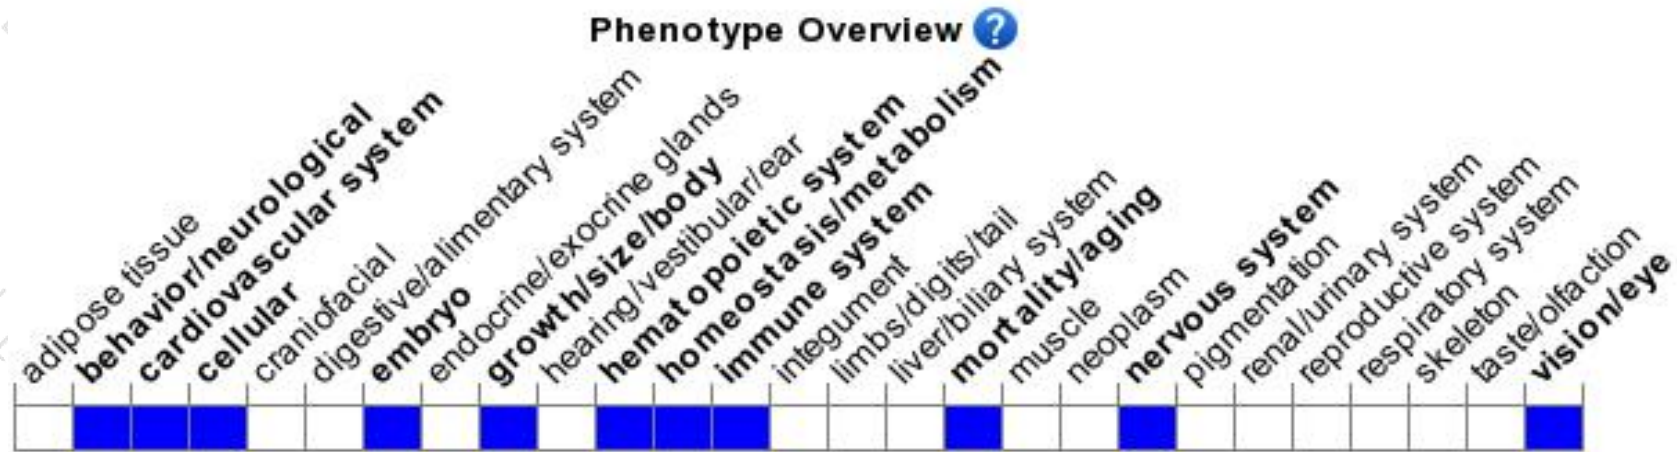 Phenotype Overview ?
adipose tissue
behavior/neurological
cardiovascular system
cellular
craniofacial
digestive/alimentary system
embryo
endocrine/exocrine glands
growth/size/body
hearing/vestibular/ear
hematopoietic system
homeostasis/metabolism
immune system
integument
limbs/digits/tail
liver/biliary system
mortality/aging
muscle
neoplasm
nervous system
pigmentation
renal/urinary system
reproductive system
respiratory system
skeleton
taste/olfaction
vision/eye